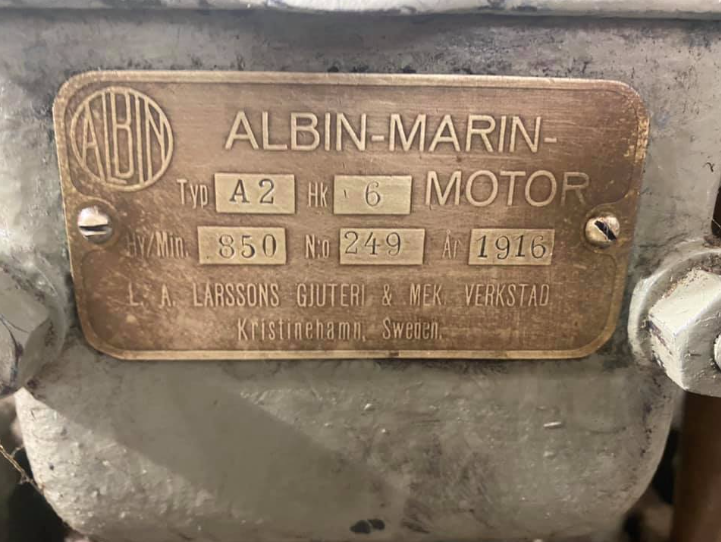 ALBIN
ALBIN-MARIN-
MOTOR
Typ A2 Hk 6
Hv/Min. 850 N:o 249 År 1916
L. A. LARSSONS GJUTERI & MEK. VERKSTAD
Kristinehamn, Sweden.